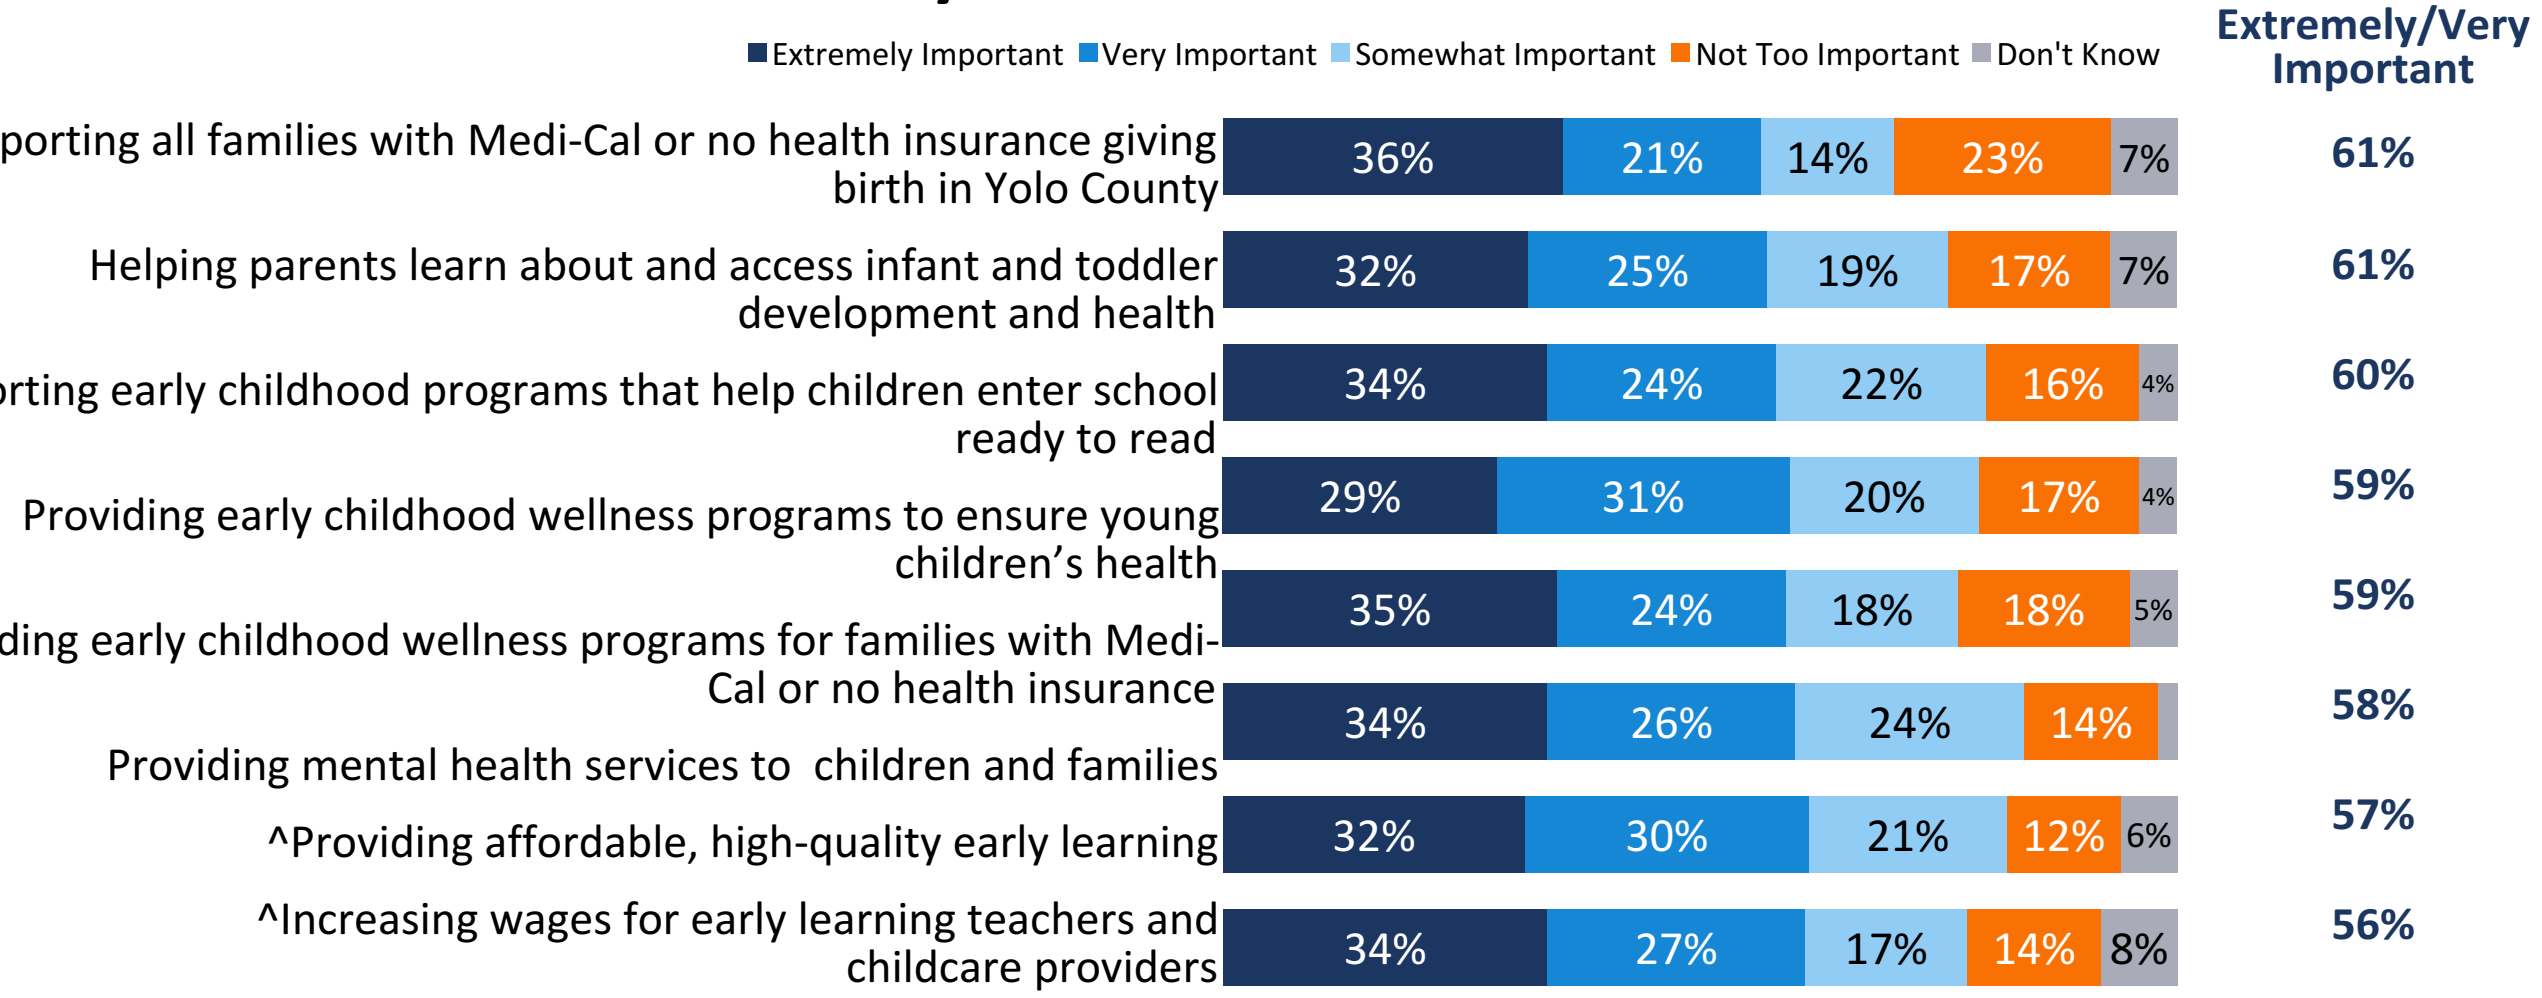 Extremely/Very
Important
Extremely Important Very Important Somewhat Important Not Too Important Don't Know
porting all families with Medi-Cal or no health insurance giving
birth in Yolo County
36% 21% 14% 23% 7% 61%
Helping parents learn about and access infant and toddler
development and health
32% 25% 19% 17% 7% 61%
rting early childhood programs that help children enter school
ready to read
34% 24% 22% 16% 4% 60%
Providing early childhood wellness programs to ensure young
children’s health
29% 31% 20% 17% 4% 59%
ding early childhood wellness programs for families with Medi-
Cal or no health insurance
35% 24% 18% 18% 5% 59%
Providing mental health services to  children and families
34% 26% 24% 14% 58%
^Providing affordable, high-quality early learning
32% 30% 21% 12% 6% 57%
^Increasing wages for early learning teachers and
childcare providers
34% 27% 17% 14% 8% 56%